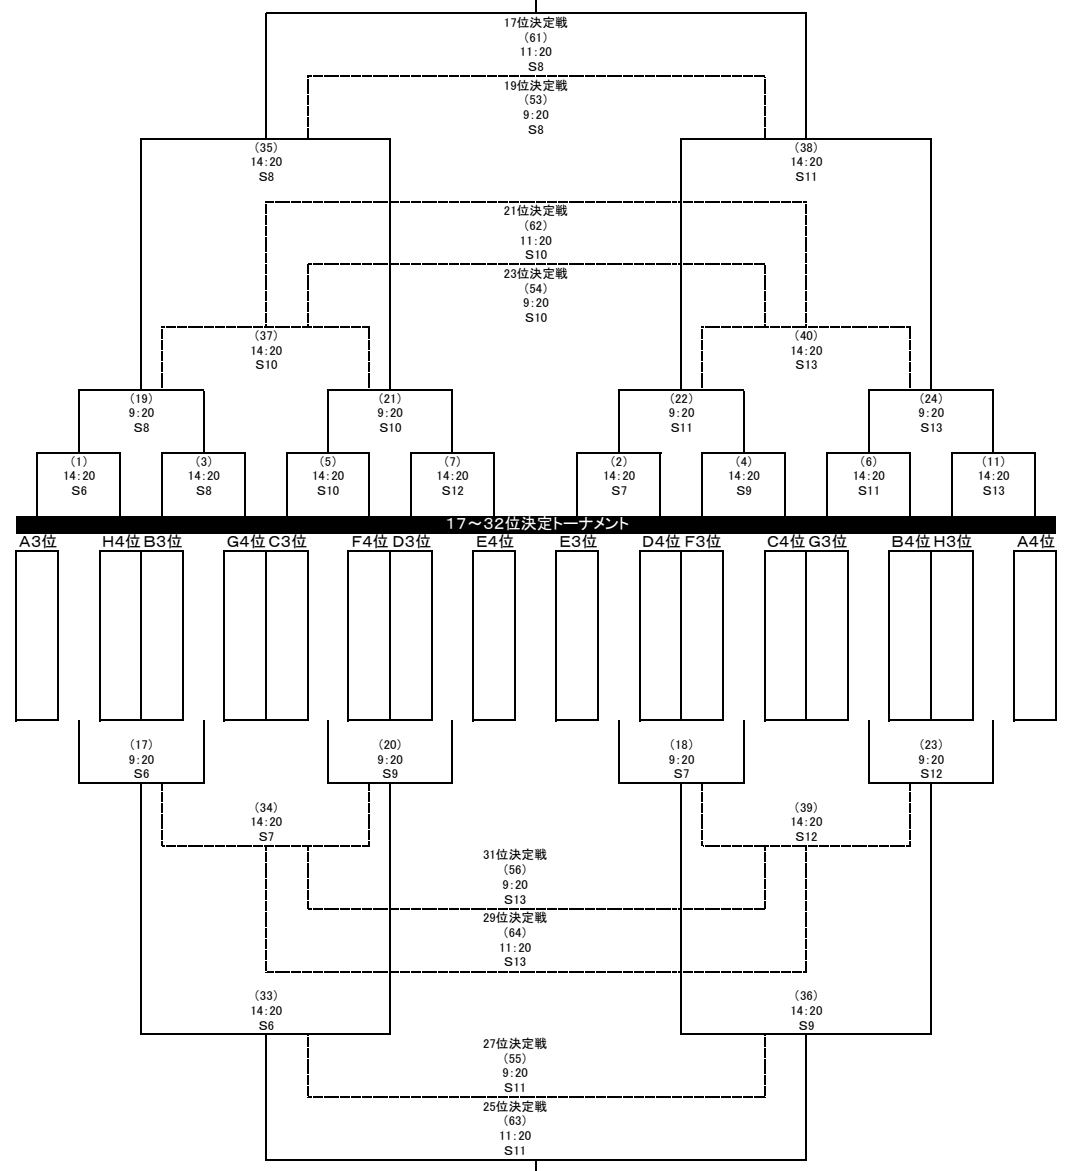 17位決定戦
(61)
11:20
S8
19位決定戦
(53)
9:20
S8
(35)
14:20
S8
(38)
14:20
S11
21位決定戦
(62)
11:20
S10
23位決定戦
(54)
9:20
S10
(37)
14:20
S10
(40)
14:20
S13
(19)
9:20
S8
(21)
9:20
S10
(22)
9:20
S11
(24)
9:20
S13
(1)
14:20
S6
(3)
14:20
S8
(5)
14:20
S10
(7)
14:20
S12
(2)
14:20
S7
(4)
14:20
S9
(6)
14:20
S11
(11)
14:20
S13
17～32位決定トーナメント
A3位 H4位 B3位 G4位 C3位 F4位 D3位 E4位 E3位 D4位 F3位 C4位 G3位 B4位 H3位 A4位
(17)
9:20
S6
(20)
9:20
S9
(18)
9:20
S7
(23)
9:20
S12
(34)
14:20
S7
(39)
14:20
S12
31位決定戦
(56)
9:20
S13
29位決定戦
(64)
11:20
S13
(33)
14:20
S6
(36)
14:20
S9
27位決定戦
(55)
9:20
S11
25位決定戦
(63)
11:20
S11